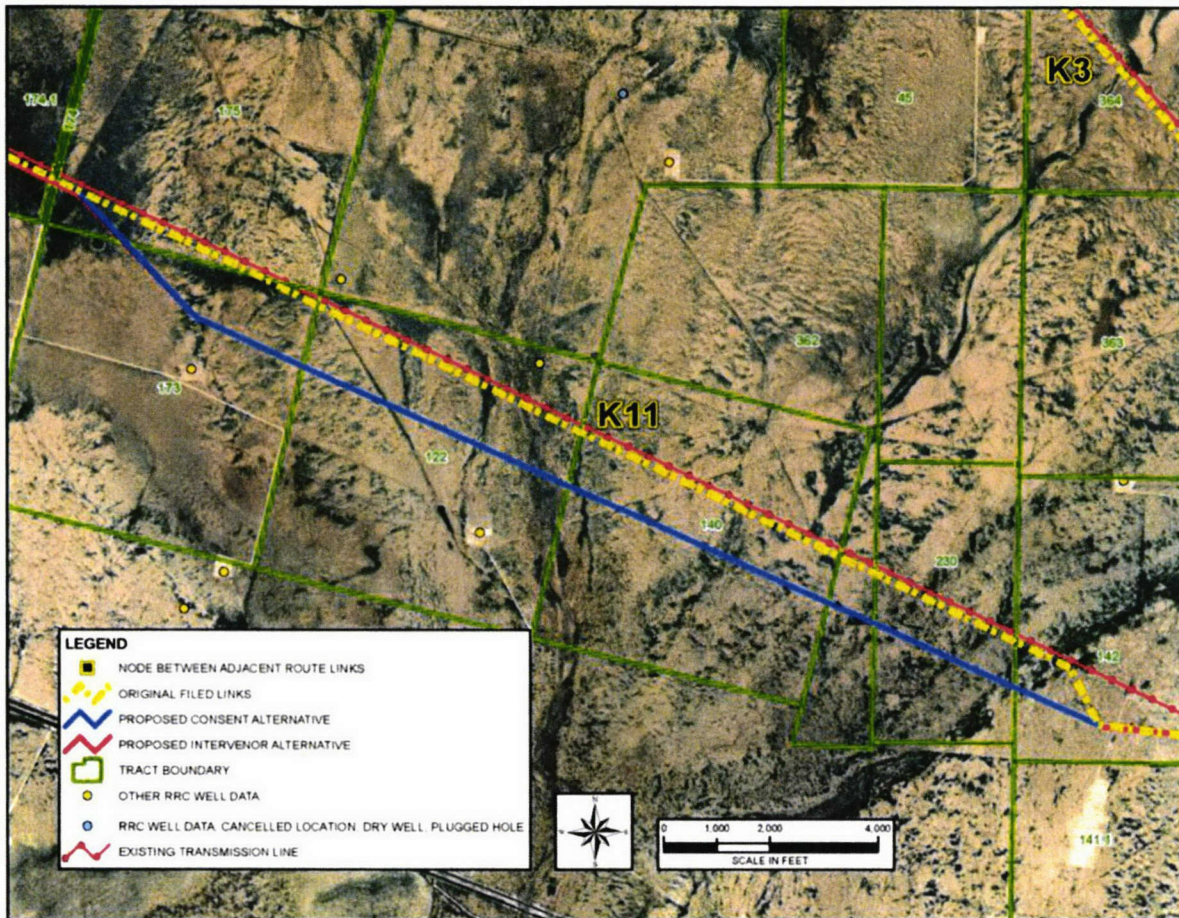 K3
174.1
175
45
364
274
362
363
173
K11
122
140
230
142
LEGEND
NODE BETWEEN ADJACENT ROUTE LINKS
ORIGINAL FILED LINKS
PROPOSED CONSENT ALTERNATIVE
PROPOSED INTERVENOR ALTERNATIVE
TRACT BOUNDARY
OTHER RRC WELL DATA
RRC WELL DATA. CANCELLED LOCATION. DRY WELL. PLUGGED HOLE
EXISTING TRANSMISSION LINE
N
E
S
W
0 1,000 2,000 4,000
SCALE IN FEET
141.1